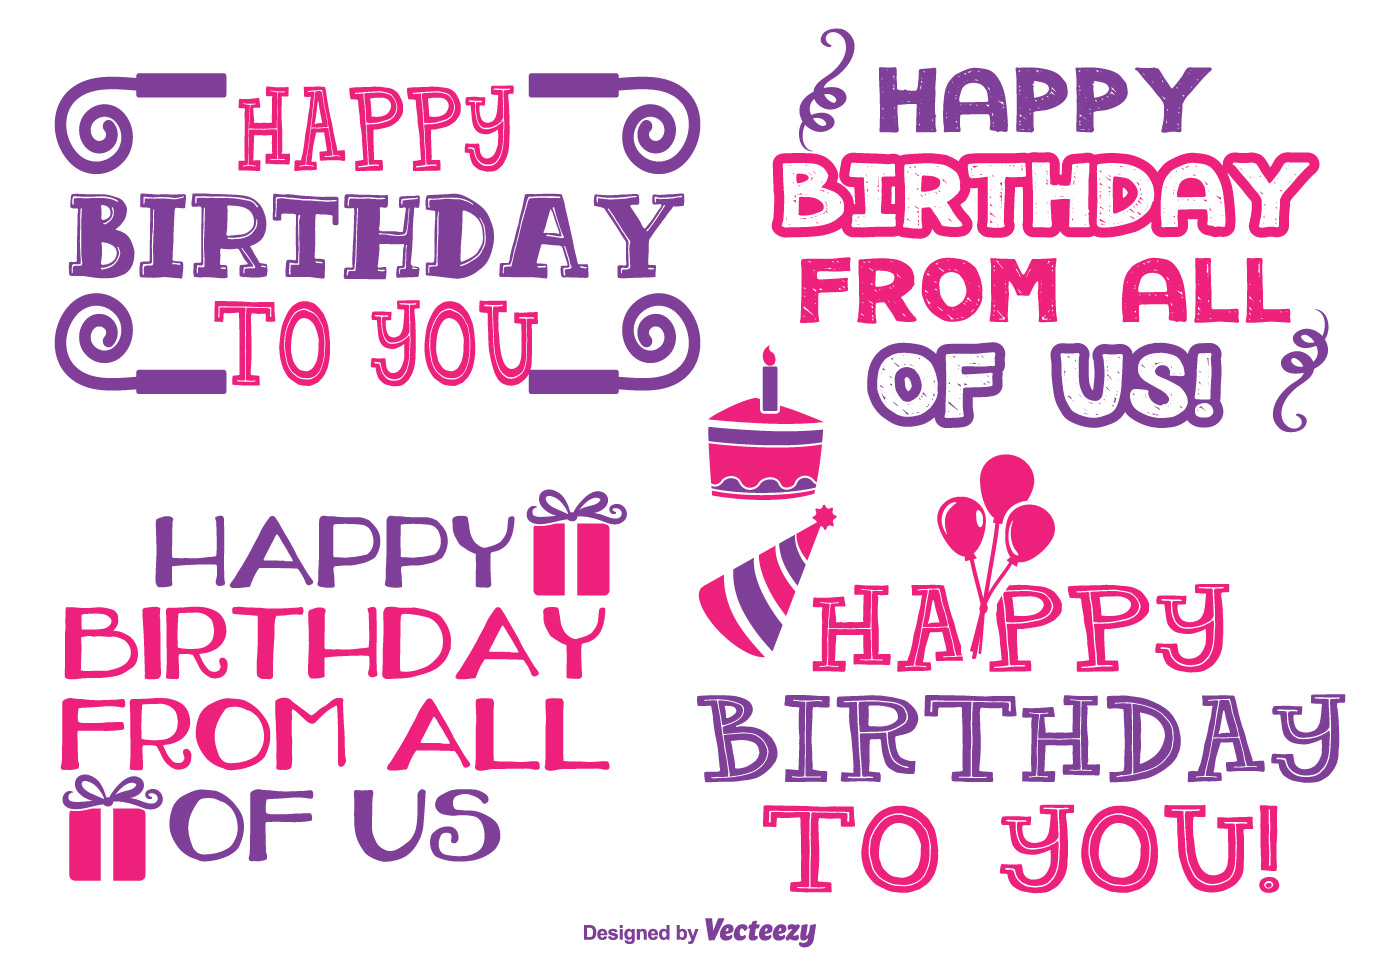 HAPPY
BIRTHDAY
TO YOU
HAPPY
BIRTHDAY
FROM ALL
OF US!
HAPPY
BIRTHDAY
FROM ALL
OF US
HAPPY
BIRTHDAY
TO YOU!
Designed by Vecteezy